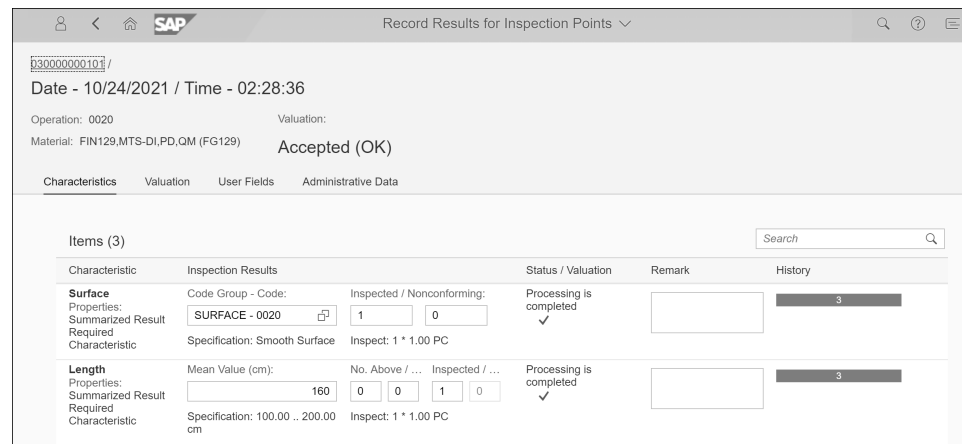 SAP Record Results for Inspection Points
030000000101 /
Date - 10/24/2021 / Time - 02:28:36
Operation: 0020 Valuation:
Material: FIN129,MTS-DI,PD,QM (FG129) Accepted (OK)
Characteristics Valuation User Fields Administrative Data
Items (3) Search
Characteristic Inspection Results Status / Valuation Remark History
Surface Code Group - Code: Inspected / Nonconforming: Processing is
Properties: completed 3
Summarized Result SURFACE - 0020 1 0
Required
Characteristic Specification: Smooth Surface Inspect: 1 * 1.00 PC
Length Mean Value (cm): No. Above / ... Inspected / ... Processing is
Properties: completed 3
Summarized Result 160 0 0 1 0
Required
Characteristic Specification: 100.00 .. 200.00 Inspect: 1 * 1.00 PC
cm